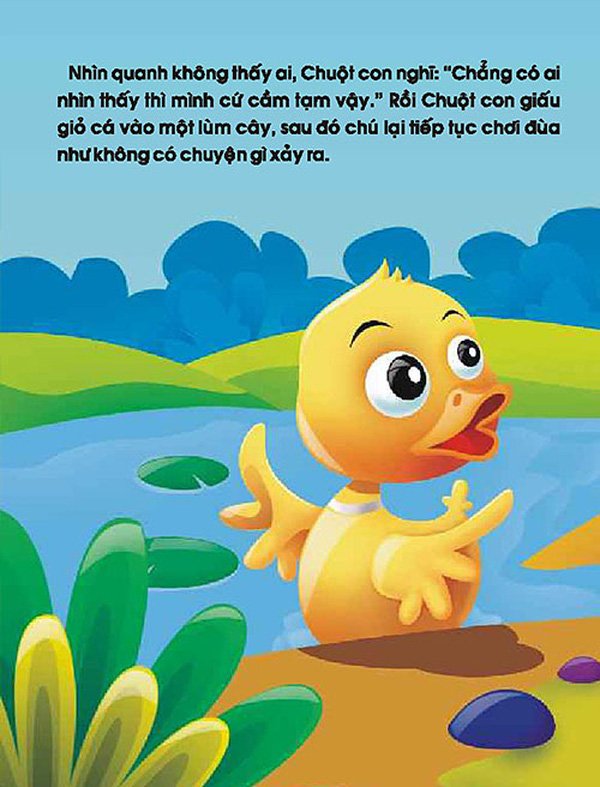 Nhìn quanh không thấy ai, Chuột con nghĩ: “Chẳng có ai
nhìn thấy thì mình cứ cầm tạm vậy.” Rồi Chuột con giấu
giỏ cá vào một lùm cây, sau đó chú lại tiếp tục chơi đùa
như không có chuyện gì xảy ra.